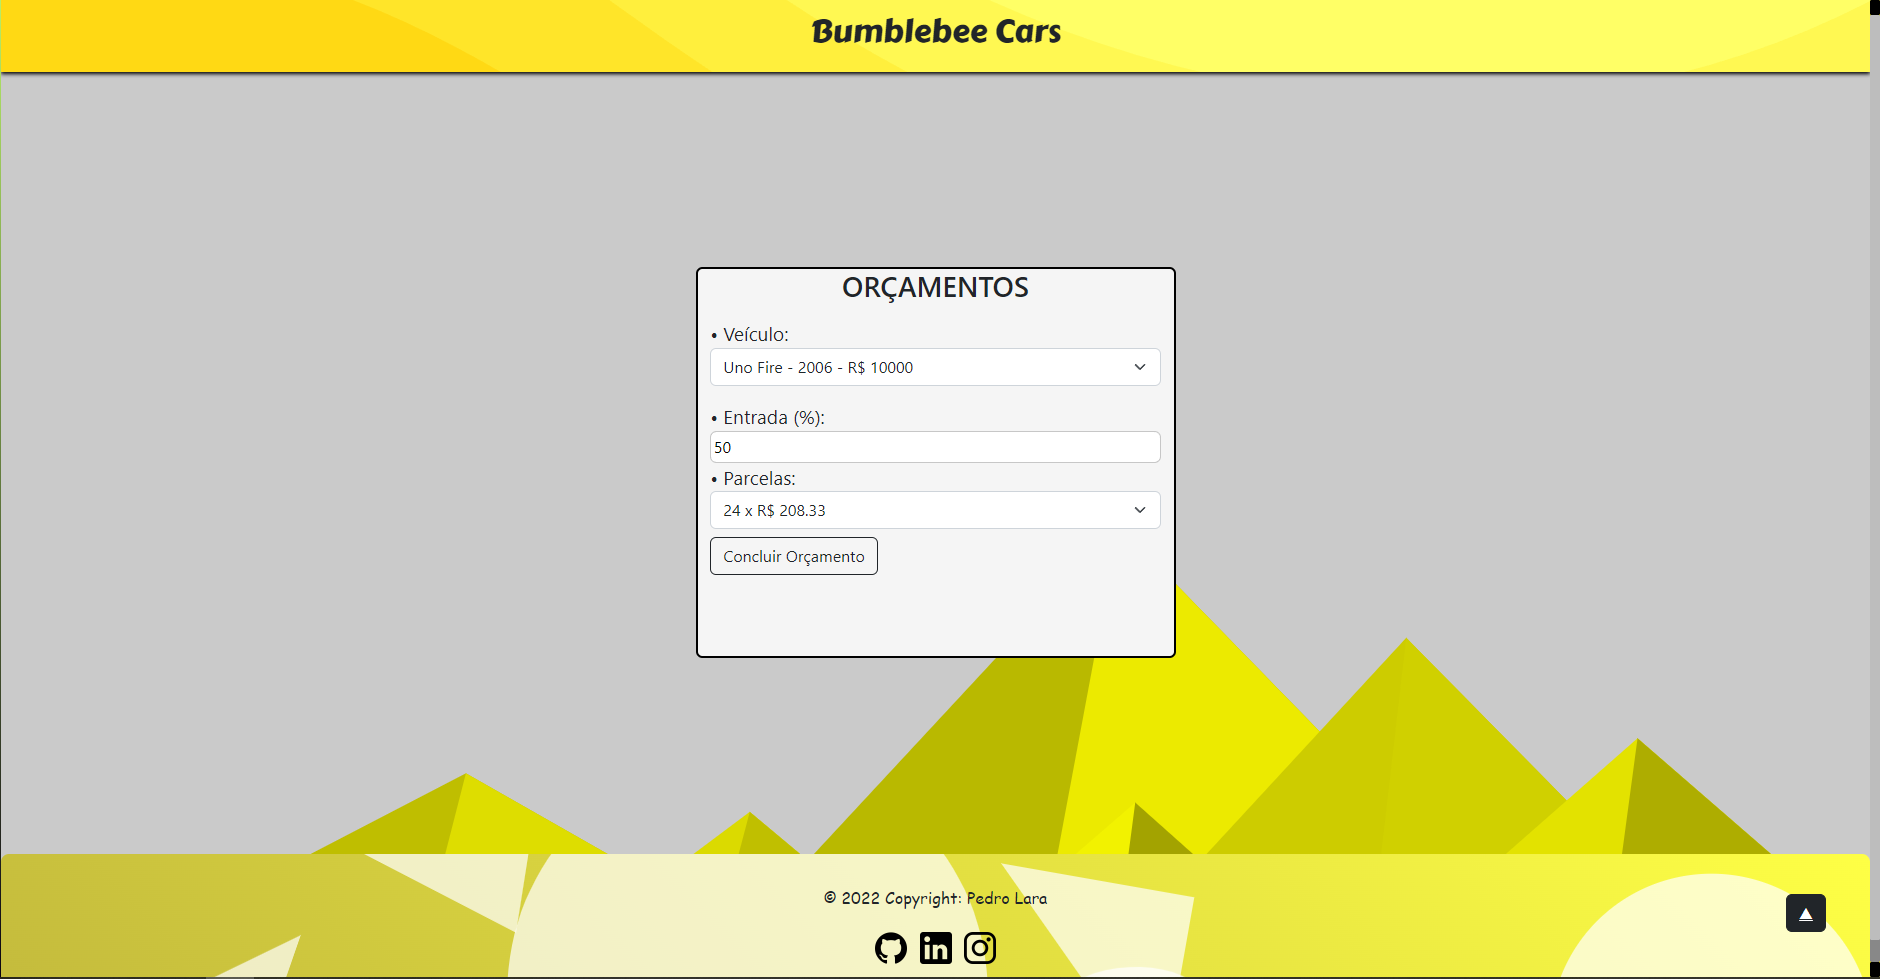 Bumblebee Cars
ORÇAMENTOS
• Veículo:
Uno Fire - 2006 - R$ 10000
• Entrada (%):
50
• Parcelas:
24 x R$ 208.33
Concluir Orçamento
© 2022 Copyright: Pedro Lara